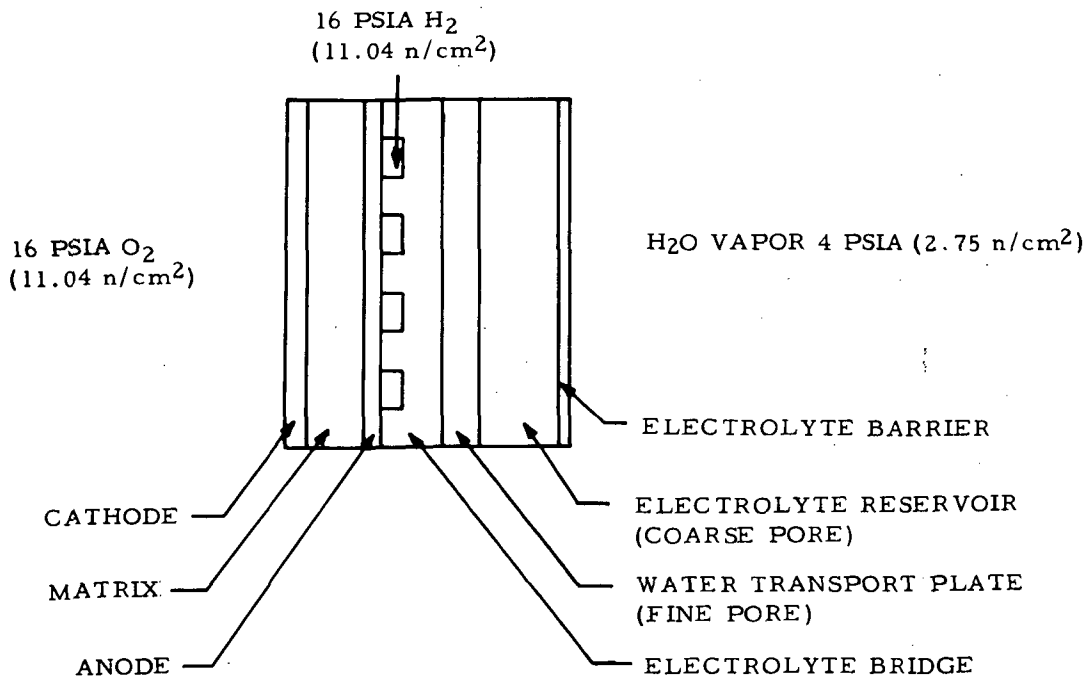 16 PSIA H2
(11.04 n/cm2)
16 PSIA O2
(11.04 n/cm2)
H2O VAPOR 4 PSIA (2.75 n/cm2)
ELECTROLYTE BARRIER
CATHODE
ELECTROLYTE RESERVOIR
(COARSE PORE)
MATRIX
WATER TRANSPORT PLATE
(FINE PORE)
ANODE
ELECTROLYTE BRIDGE